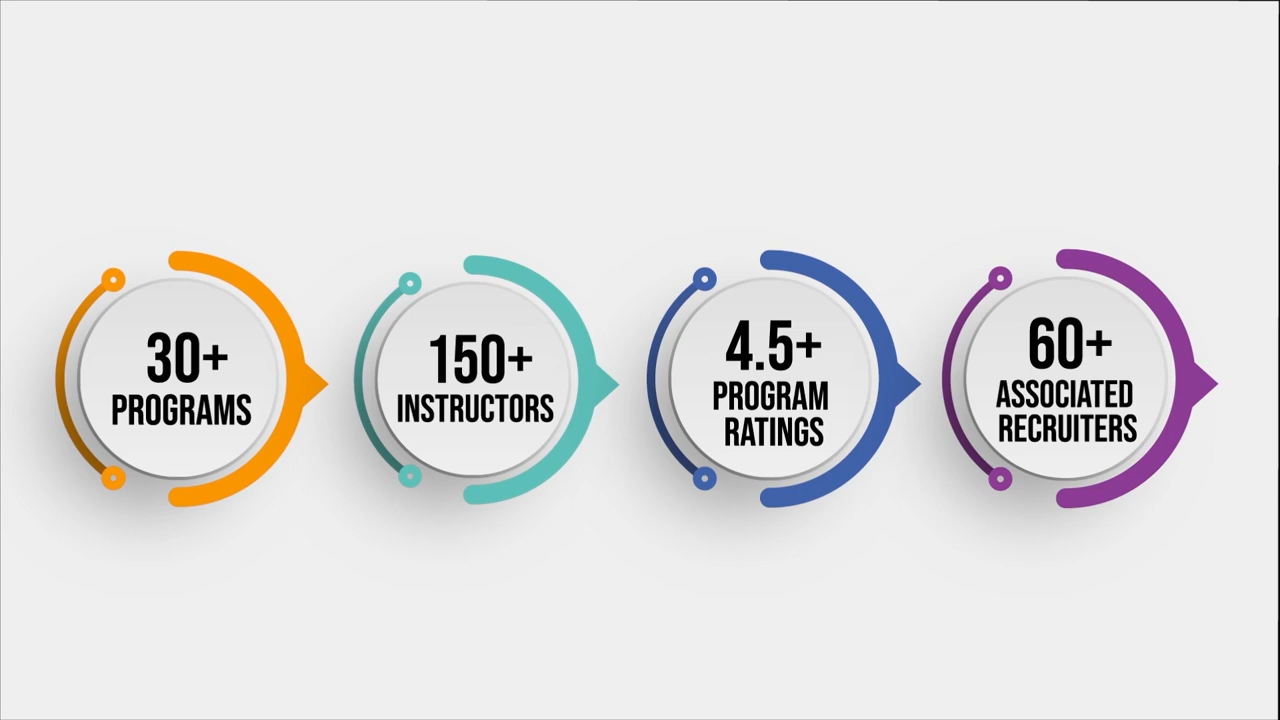 30+
PROGRAMS
150+
INSTRUCTORS
4.5+
PROGRAM
RATINGS
60+
ASSOCIATED
RECRUITERS